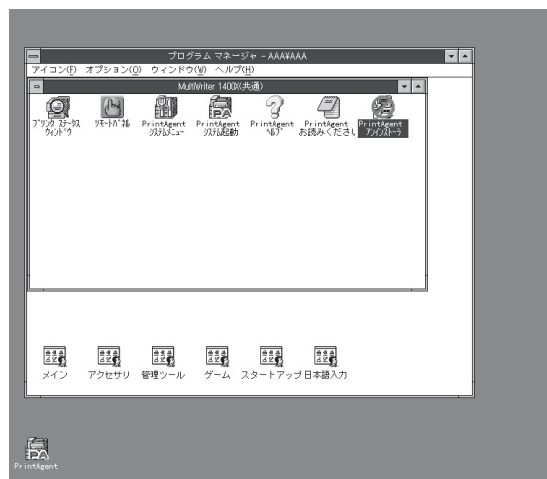 プログラム マネージャ - AAA¥AAA
アイコン(F) オプション(O) ウィンドウ(W) ヘルプ(H)
MultiWriter 1400X(共通)
プリンタ ステータス ウィンドウ
リモートパネル
PrintAgent システムメニュー
PrintAgent システム起動
PrintAgent ヘルプ
PrintAgent お読みくださ
PrintAgent アンインストーラ
メイン
アクセサリ
管理ツール
ゲーム
スタートアップ
日本語入力
PrintAgent